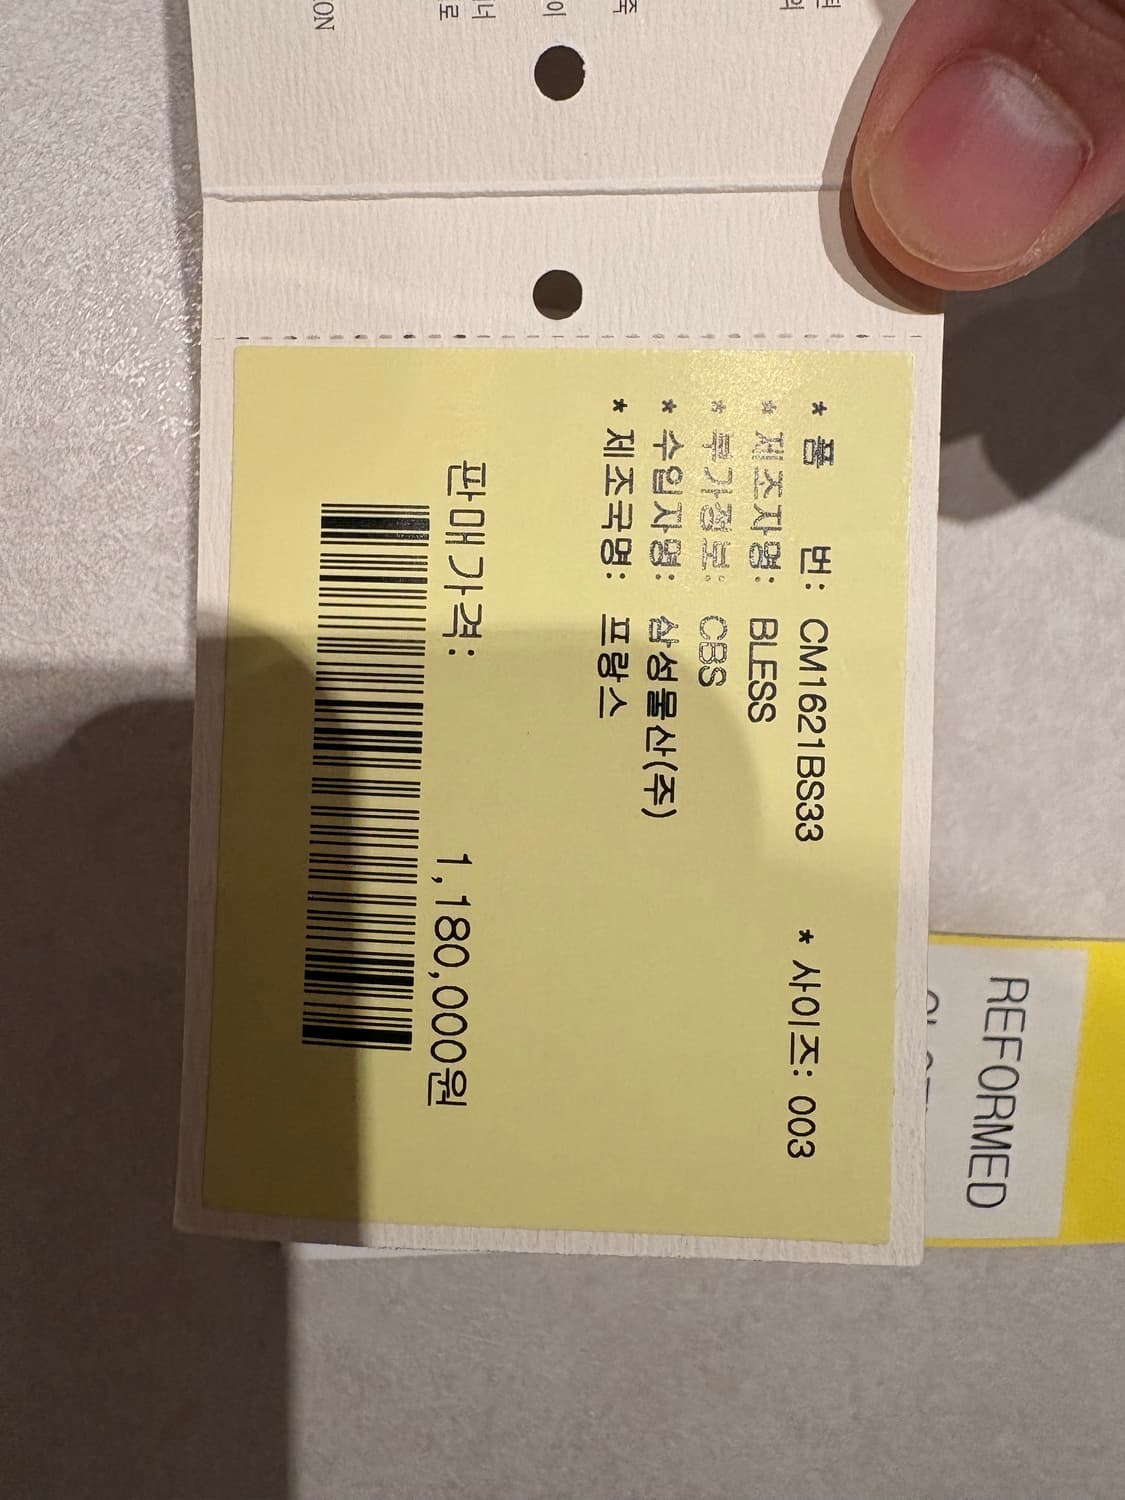 * 품 번: CM1621BS33 * 사이즈: 003
* 제조자명: BLESS
* 부가정보: CBS
* 수입자명: 삼성물산(주)
* 제조국명: 프랑스
판매가격: 1,180,000원
REFORMED